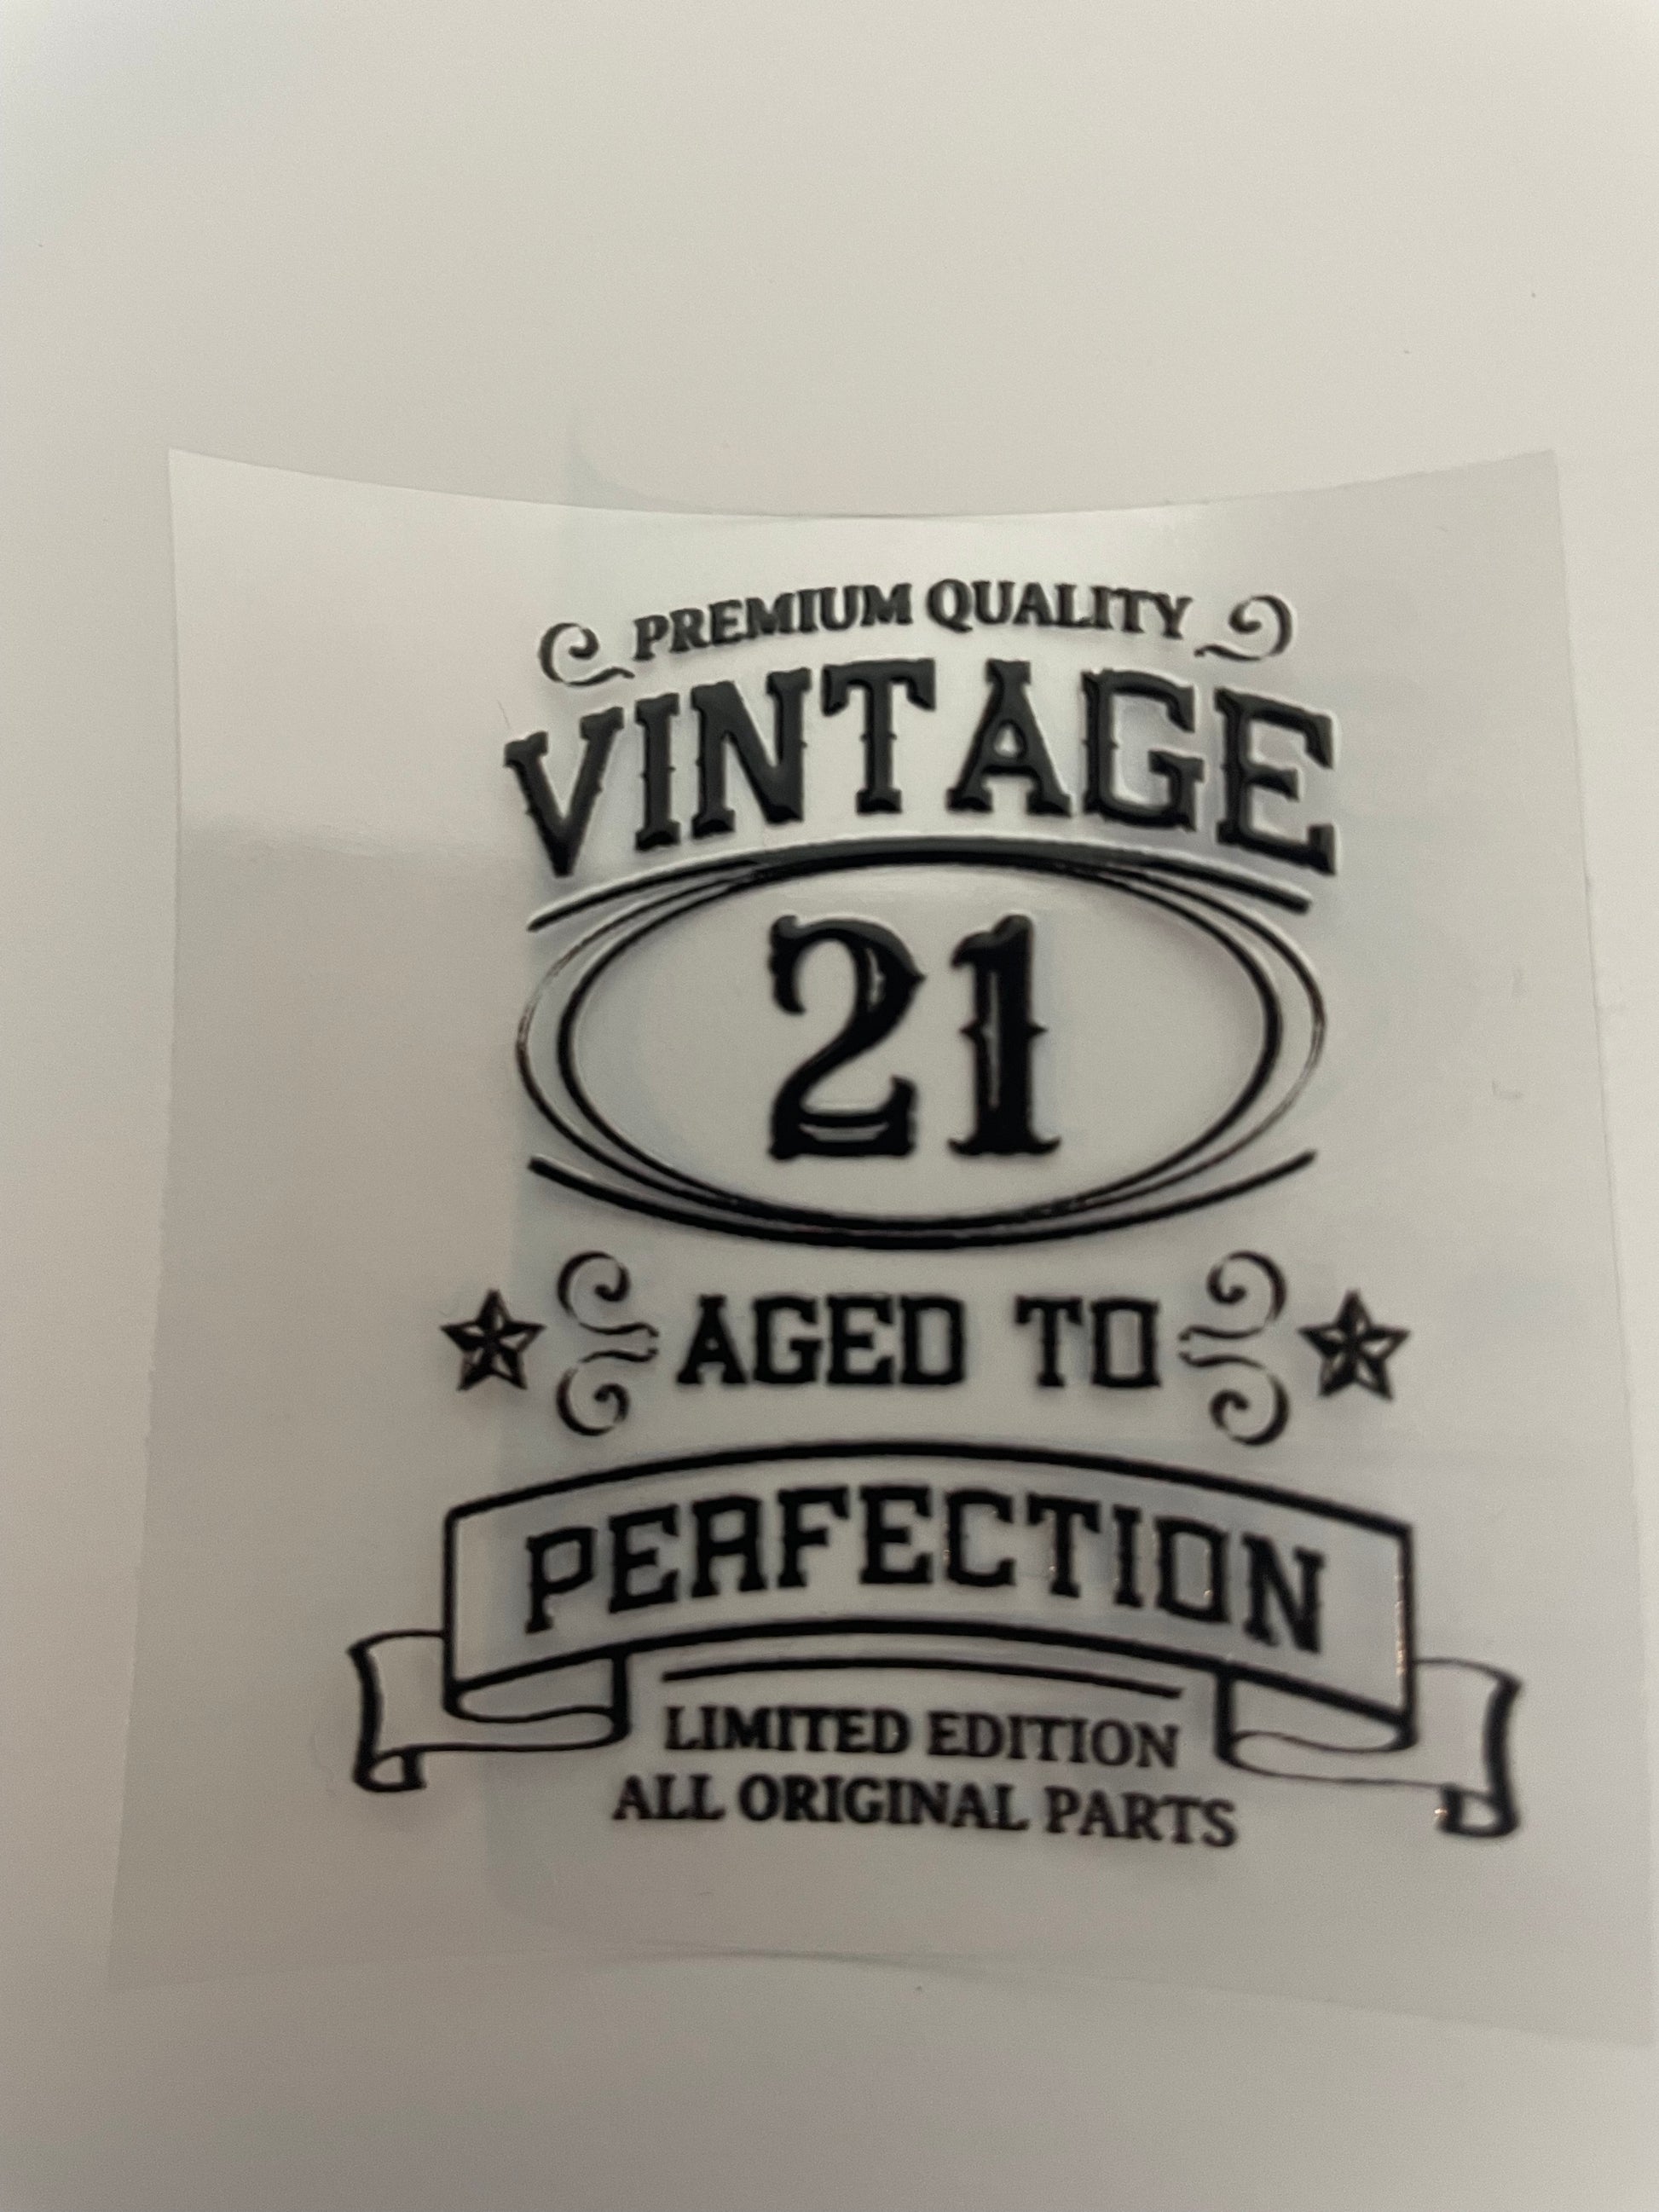 PREMIUM QUALITY
VINTAGE
21
AGED TO
PERFECTION
LIMITED EDITION
ALL ORIGINAL PARTS